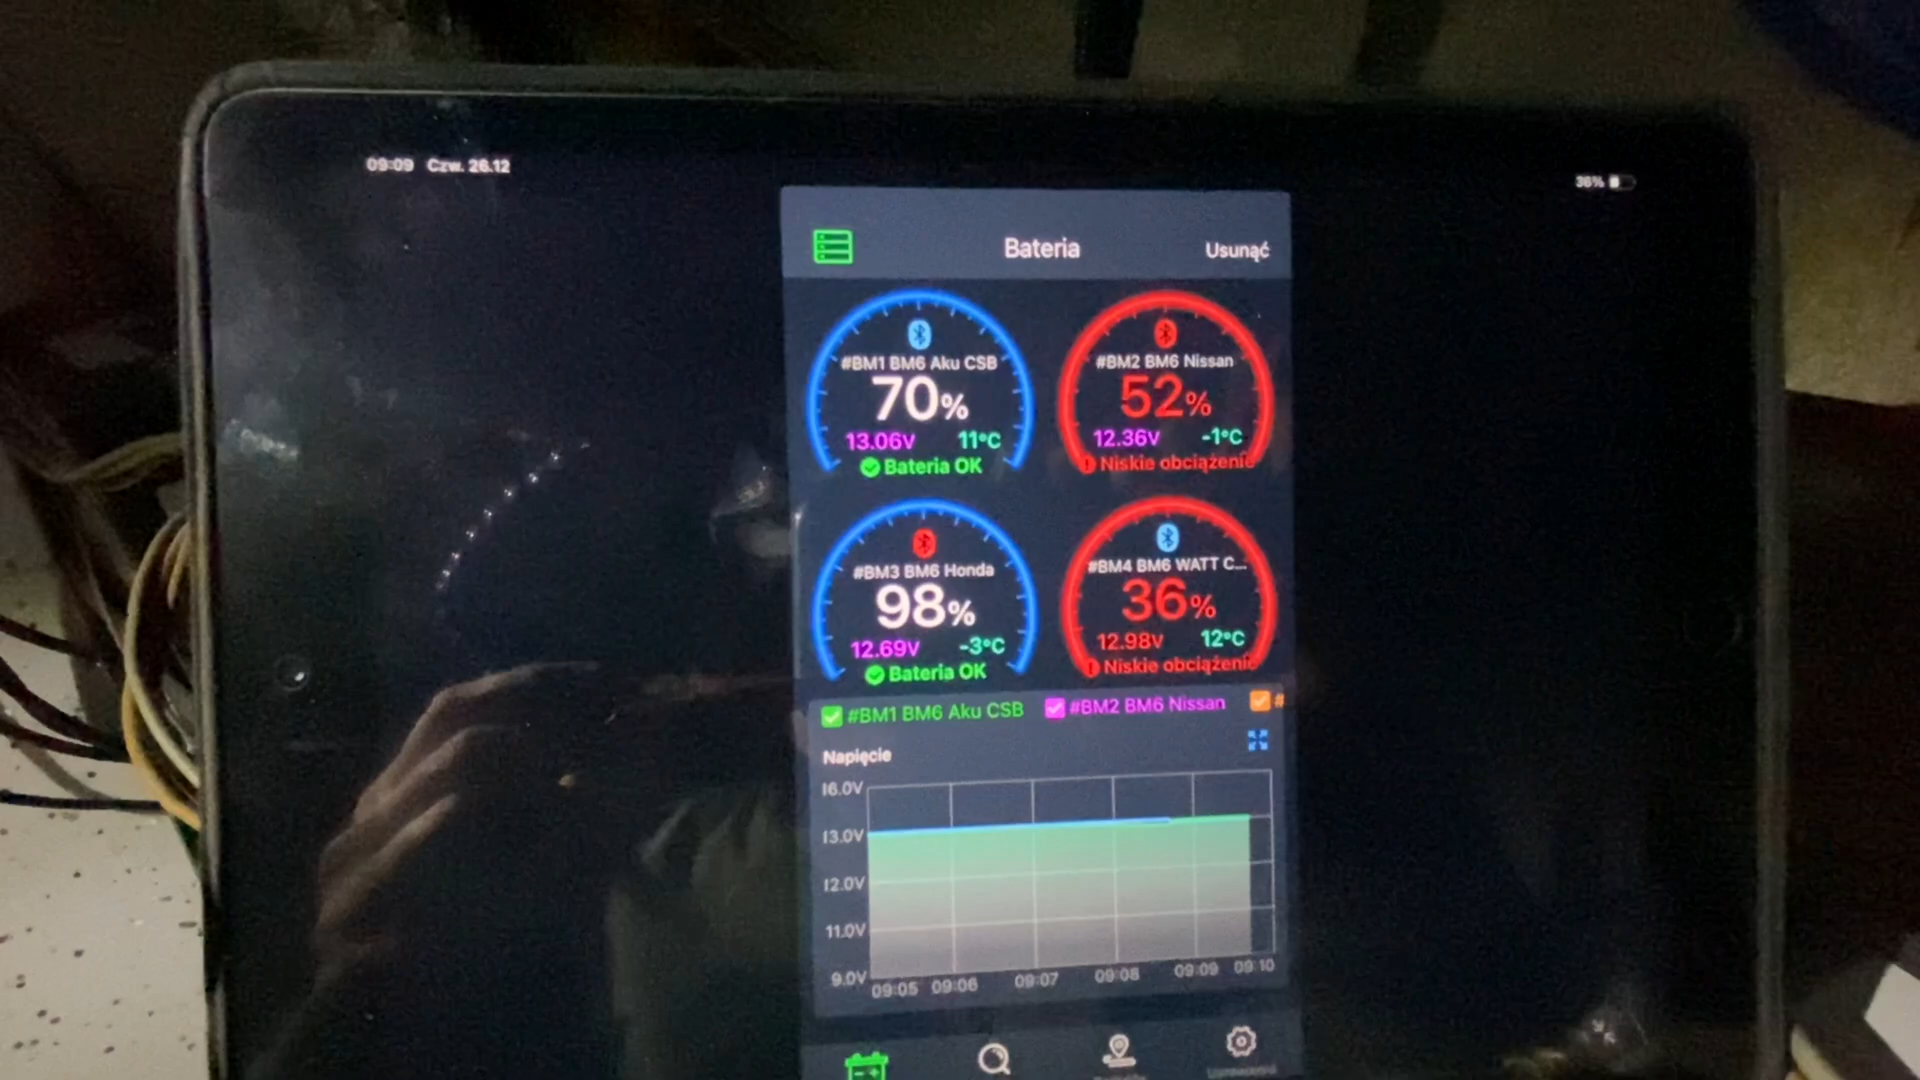 09:09 Czw. 26.12
36%
Bateria
Usunąć
#BM1 BM6 Aku CSB
70%
13.06V 11°C
Bateria OK
#BM2 BM6 Nissan
52%
12.36V -1°C
Niskie obciążenie
#BM3 BM6 Honda
98%
12.69V -3°C
Bateria OK
#BM4 BM6 WATT C...
36%
12.98V 12°C
Niskie obciążenie
#BM1 BM6 Aku CSB #BM2 BM6 Nissan #
Napięcie
16.0V
13.0V
12.0V
11.0V
9.0V
09:05 09:06 09:07 09:08 09:09 09:10